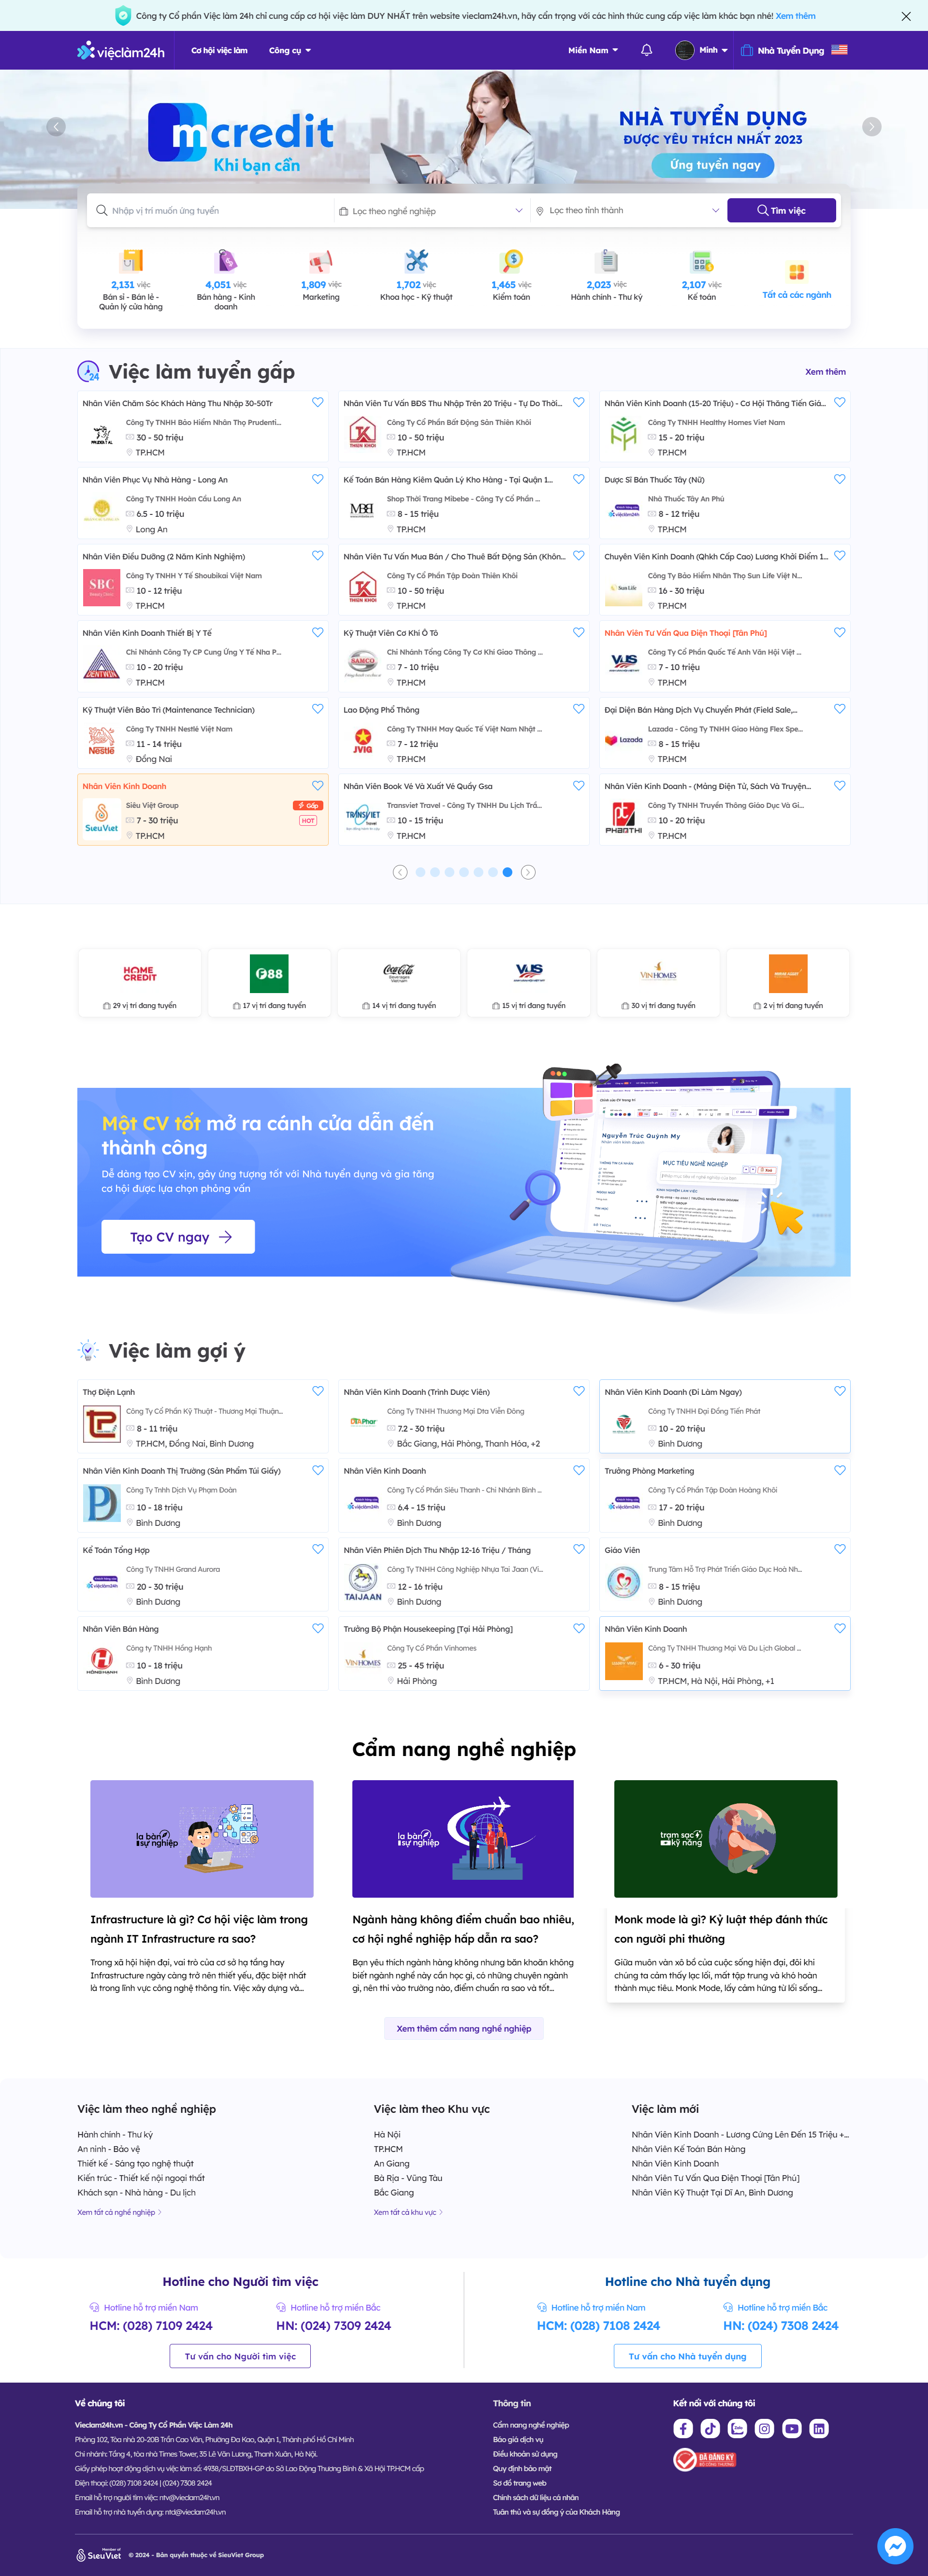 Công ty Cổ phần Việc làm 24h chỉ cung cấp cơ hội việc làm DUY NHẤT trên website vieclam24h.vn, hãy cẩn trọng với các hình thức cung cấp việc làm khác bạn nhé! Xem thêm
việclàm24h
Cơ hội việc làm
Công cụ
Miền Nam
Minh
Nhà Tuyển Dụng
mcredit
Khi bạn cần
NHÀ TUYỂN DỤNG
ĐƯỢC YÊU THÍCH NHẤT 2023
Ứng tuyển ngay
Nhập vị trí muốn ứng tuyển
Lọc theo nghề nghiệp
Lọc theo tỉnh thành
Tìm việc
2,131 việc
Bán sỉ - Bán lẻ - Quản lý cửa hàng
4,051 việc
Bán hàng - Kinh doanh
1,809 việc
Marketing
1,702 việc
Khoa học - Kỹ thuật
1,465 việc
Kiểm toán
2,023 việc
Hành chính - Thư ký
2,107 việc
Kế toán
Tất cả các ngành
Việc làm tuyển gấp
Xem thêm
Nhân Viên Chăm Sóc Khách Hàng Thu Nhập 30-50Tr
Công Ty TNHH Bảo Hiểm Nhân Thọ Prudenti...
30 - 50 triệu
TP.HCM
Nhân Viên Tư Vấn BĐS Thu Nhập Trên 20 Triệu - Tự Do Thời...
Công Ty Cổ Phần Bất Động Sản Thiên Khôi
10 - 50 triệu
TP.HCM
Nhân Viên Kinh Doanh (15-20 Triệu) - Cơ Hội Thăng Tiến Giá...
Công Ty TNHH Healthy Homes Viet Nam
15 - 20 triệu
TP.HCM
Nhân Viên Phục Vụ Nhà Hàng - Long An
Công Ty TNHH Hoàn Cầu Long An
6.5 - 10 triệu
Long An
Kế Toán Bán Hàng Kiêm Quản Lý Kho Hàng - Tại Quận 1...
Shop Thời Trang Mibebe - Công Ty Cổ Phần ...
8 - 15 triệu
TP.HCM
Dược Sĩ Bán Thuốc Tây (Nữ)
Nhà Thuốc Tây An Phú
8 - 12 triệu
TP.HCM
Nhân Viên Điều Dưỡng (2 Năm Kinh Nghiệm)
Công Ty TNHH Y Tế Shoubikai Việt Nam
10 - 12 triệu
TP.HCM
Nhân Viên Tư Vấn Mua Bán / Cho Thuê Bất Động Sản (Khôn...
Công Ty Cổ Phần Tập Đoàn Thiên Khôi
10 - 50 triệu
TP.HCM
Chuyên Viên Kinh Doanh (Qhkh Cấp Cao) Lương Khởi Điểm 1...
Công Ty Bảo Hiểm Nhân Thọ Sun Life Việt N...
16 - 30 triệu
TP.HCM
Nhân Viên Kinh Doanh Thiết Bị Y Tế
Chi Nhánh Công Ty CP Cung Ứng Y Tế Nha P...
10 - 20 triệu
TP.HCM
Kỹ Thuật Viên Cơ Khí Ô Tô
Chi Nhánh Tổng Công Ty Cơ Khí Giao Thông ...
7 - 10 triệu
TP.HCM
Nhân Viên Tư Vấn Qua Điện Thoại [Tân Phú]
Công Ty Cổ Phần Quốc Tế Anh Văn Hội Việt ...
7 - 10 triệu
TP.HCM
Kỹ Thuật Viên Bảo Trì (Maintenance Technician)
Công Ty TNHH Nestlé Việt Nam
11 - 14 triệu
Đồng Nai
Lao Động Phổ Thông
Công Ty TNHH May Quốc Tế Việt Nam Nhật ...
7 - 12 triệu
TP.HCM
Đại Diện Bán Hàng Dịch Vụ Chuyển Phát (Field Sale,...
Lazada - Công Ty TNHH Giao Hàng Flex Spe...
8 - 15 triệu
TP.HCM
Nhân Viên Kinh Doanh
Siêu Việt Group
Gấp
7 - 30 triệu
HOT
TP.HCM
Nhân Viên Book Vé Và Xuất Vé Quầy Gsa
Transviet Travel - Công Ty TNHH Du Lịch Trầ...
10 - 15 triệu
TP.HCM
Nhân Viên Kinh Doanh - (Mảng Điện Tử, Sách Và Truyện...
Công Ty TNHH Truyền Thông Giáo Dục Và Gi...
10 - 20 triệu
TP.HCM
HOME CREDIT
29 vị trí đang tuyển
F88
17 vị trí đang tuyển
Coca-Cola
14 vị trí đang tuyển
VUS
15 vị trí đang tuyển
VINHOMES
30 vị trí đang tuyển
2 vị trí đang tuyển
Một CV tốt mở ra cánh cửa dẫn đến
thành công
Dễ dàng tạo CV xịn, gây ứng tượng tốt với Nhà tuyển dụng và gia tăng
cơ hội được lựa chọn phỏng vấn
Tạo CV ngay
Nguyễn Trúc Quỳnh My
MỤC TIÊU NGHỀ NGHIỆP
Việc làm gợi ý
Thợ Điện Lạnh
Công Ty Cổ Phần Kỹ Thuật - Thương Mại Thuận...
8 - 11 triệu
TP.HCM, Đồng Nai, Bình Dương
Nhân Viên Kinh Doanh (Trình Dược Viên)
Công Ty TNHH Thương Mại Dta Viễn Đông
7.2 - 30 triệu
Bắc Giang, Hải Phòng, Thanh Hóa, +2
Nhân Viên Kinh Doanh (Đi Làm Ngay)
Công Ty TNHH Đại Đồng Tiến Phát
10 - 20 triệu
Bình Dương
Nhân Viên Kinh Doanh Thị Trường (Sản Phẩm Túi Giấy)
Công Ty Tnhh Dịch Vụ Phạm Đoàn
10 - 18 triệu
Bình Dương
Nhân Viên Kinh Doanh
Công Ty Cổ Phần Siêu Thanh - Chi Nhánh Bình ...
6.4 - 15 triệu
Bình Dương
Trưởng Phòng Marketing
Công Ty Cổ Phần Tập Đoàn Hoàng Khôi
17 - 20 triệu
Bình Dương
Kế Toán Tổng Hợp
Công Ty TNHH Grand Aurora
20 - 30 triệu
Bình Dương
Nhân Viên Phiên Dịch Thu Nhập 12-16 Triệu / Tháng
Công Ty TNHH Công Nghiệp Nhựa Tai Jaan (Vi...
12 - 16 triệu
Bình Dương
Giáo Viên
Trung Tâm Hỗ Trợ Phát Triển Giáo Dục Hoà Nh...
8 - 15 triệu
Bình Dương
Nhân Viên Bán Hàng
Công ty TNHH Hồng Hạnh
10 - 18 triệu
Bình Dương
Trưởng Bộ Phận Housekeeping [Tại Hải Phòng]
Công Ty Cổ Phần Vinhomes
25 - 45 triệu
Hải Phòng
Nhân Viên Kinh Doanh
Công Ty TNHH Thương Mại Và Du Lịch Global ...
6 - 30 triệu
TP.HCM, Hà Nội, Hải Phòng, +1
Cẩm nang nghề nghiệp
la bàn sự nghiệp
la bàn sự nghiệp
trạm sạc kỹ năng
Infrastructure là gì? Cơ hội việc làm trong
ngành IT Infrastructure ra sao?
Trong xã hội hiện đại, vai trò của cơ sở hạ tầng hay
Infrastructure ngày càng trở nên thiết yếu, đặc biệt nhất
là trong lĩnh vực công nghệ thông tin. Việc xây dựng và...
Ngành hàng không điểm chuẩn bao nhiêu,
cơ hội nghề nghiệp hấp dẫn ra sao?
Bạn yêu thích ngành hàng không nhưng băn khoăn không
biết ngành nghề này cần học gì, có những chuyên ngành
gì, nên thi vào trường nào, điểm chuẩn ra sao và tốt...
Monk mode là gì? Kỷ luật thép đánh thức
con người phi thường
Giữa muôn vàn xô bồ của cuộc sống hiện đại, đôi khi
chúng ta cảm thấy lạc lối, mất tập trung và khó hoàn
thành mục tiêu. Monk Mode, lấy cảm hứng từ lối sống...
Xem thêm cẩm nang nghề nghiệp
Việc làm theo nghề nghiệp
Hành chính - Thư ký
An ninh - Bảo vệ
Thiết kế - Sáng tạo nghệ thuật
Kiến trúc - Thiết kế nội ngoại thất
Khách sạn - Nhà hàng - Du lịch
Xem tất cả nghề nghiệp
Việc làm theo Khu vực
Hà Nội
TP.HCM
An Giang
Bà Rịa - Vũng Tàu
Bắc Giang
Xem tất cả khu vực
Việc làm mới
Nhân Viên Kinh Doanh - Lương Cứng Lên Đến 15 Triệu +...
Nhân Viên Kế Toán Bán Hàng
Nhân Viên Kinh Doanh
Nhân Viên Tư Vấn Qua Điện Thoại [Tân Phú]
Nhân Viên Kỹ Thuật Tại Dĩ An, Bình Dương
Hotline cho Người tìm việc
Hotline hỗ trợ miền Nam
HCM: (028) 7109 2424
Hotline hỗ trợ miền Bắc
HN: (024) 7309 2424
Tư vấn cho Người tìm việc
Hotline cho Nhà tuyển dụng
Hotline hỗ trợ miền Nam
HCM: (028) 7108 2424
Hotline hỗ trợ miền Bắc
HN: (024) 7308 2424
Tư vấn cho Nhà tuyển dụng
Về chúng tôi
Vieclam24h.vn - Công Ty Cổ Phần Việc Làm 24h
Phòng 102, Tòa nhà 20-20B Trần Cao Vân, Phường Đa Kao, Quận 1, Thành phố Hồ Chí Minh
Chi nhánh: Tầng 4, tòa nhà Times Tower, 35 Lê Văn Lương, Thanh Xuân, Hà Nội.
Giấy phép hoạt động dịch vụ việc làm số: 4938/SLĐTBXH-GP do Sở Lao Động Thương Binh & Xã Hội TP.HCM cấp
Điện thoại: (028) 7108 2424 | (024) 7308 2424
Email hỗ trợ người tìm việc: ntv@vieclam24h.vn
Email hỗ trợ nhà tuyển dụng: ntd@vieclam24h.vn
Thông tin
Cẩm nang nghề nghiệp
Báo giá dịch vụ
Điều khoản sử dụng
Quy định bảo mật
Sơ đồ trang web
Chính sách dữ liệu cá nhân
Tuân thủ và sự đồng ý của Khách Hàng
Kết nối với chúng tôi
ĐÃ ĐĂNG KÝ
BỘ CÔNG THƯƠNG
SieuViet
© 2024 - Bản quyền thuộc về SieuViet Group